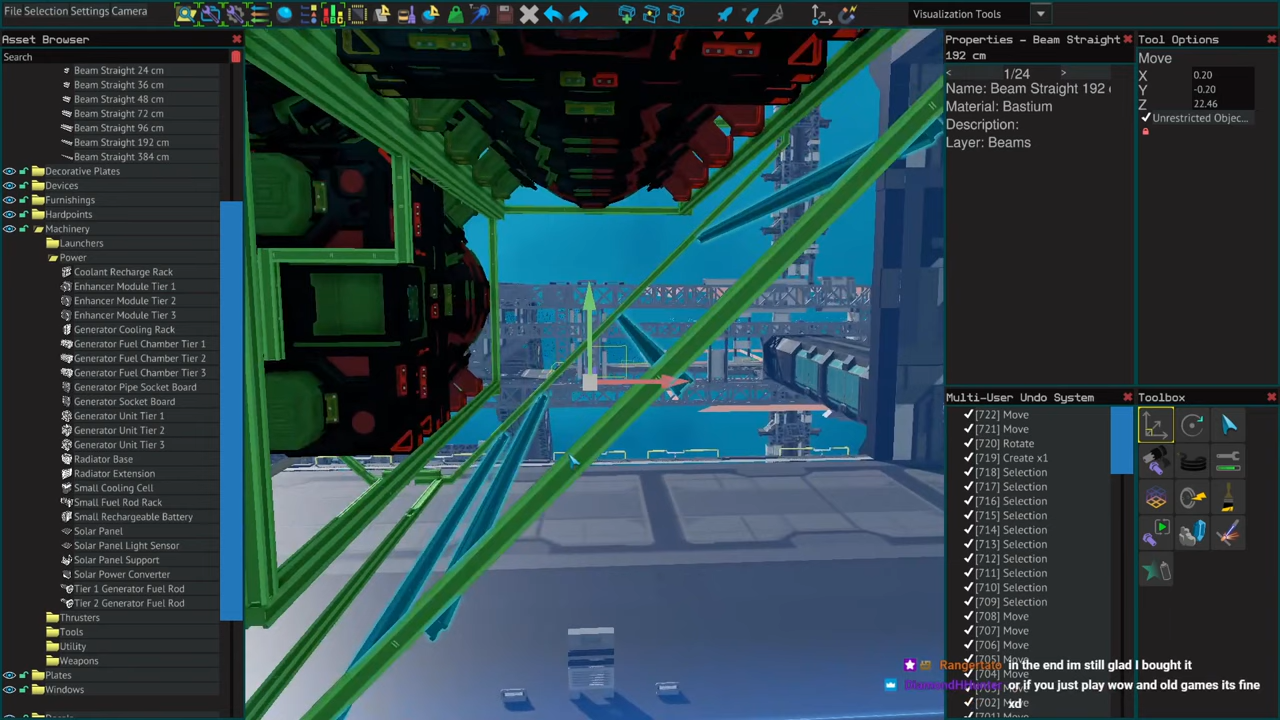 File Selection Settings Camera
Visualization Tools
Asset Browser
Search
Beam Straight 24 cm
Beam Straight 36 cm
Beam Straight 48 cm
Beam Straight 72 cm
Beam Straight 96 cm
Beam Straight 192 cm
Beam Straight 384 cm
Decorative Plates
Devices
Furnishings
Hardpoints
Machinery
Launchers
Power
Coolant Recharge Rack
Enhancer Module Tier 1
Enhancer Module Tier 2
Enhancer Module Tier 3
Generator Cooling Rack
Generator Fuel Chamber Tier 1
Generator Fuel Chamber Tier 2
Generator Fuel Chamber Tier 3
Generator Pipe Socket Board
Generator Socket Board
Generator Unit Tier 1
Generator Unit Tier 2
Generator Unit Tier 3
Radiator Base
Radiator Extension
Small Cooling Cell
Small Fuel Rod Rack
Small Rechargeable Battery
Solar Panel
Solar Panel Light Sensor
Solar Panel Support
Solar Power Converter
Tier 1 Generator Fuel Rod
Tier 2 Generator Fuel Rod
Thrusters
Tools
Utility
Weapons
Plates
Windows
Properties - Beam Straight
192 cm
< 1/24 >
Name: Beam Straight 192
Material: Bastium
Description:
Layer: Beams
Tool Options
Move
X 0.20
Y -0.20
Z 22.46
Unrestricted Objec...
Multi-User Undo System
[722] Move
[721] Move
[720] Rotate
[719] Create x1
[718] Selection
[717] Selection
[716] Selection
[715] Selection
[714] Selection
[713] Selection
[712] Selection
[711] Selection
[710] Selection
[709] Selection
[708] Move
[707] Move
[706] Move
[705] Move
[704] Move
[702] Move
Toolbox
Rangertato in the end im still glad I bought it
or if you just play wow and old games its fine
xd